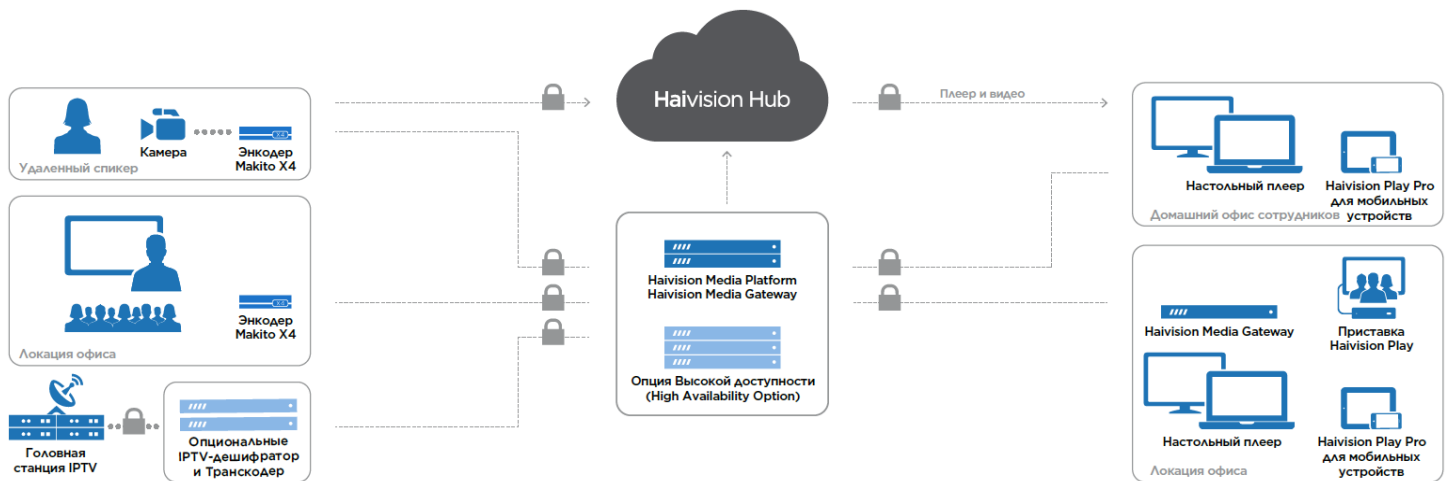 Камера
Энкодер
Makito X4
X4
Удаленный спикер
X4
Энкодер
Makito X4
Локация офиса
Головная
станция IPTV
Опциональные
IPTV-дешифратор
и Транскодер
Haivision Hub
Haivision Media Platform
Haivision Media Gateway
Опция Высокой доступности
(High Availability Option)
Плеер и видео
Настольный плеер
Haivision Play Pro
для мобильных
устройств
Домашний офис сотрудников
Haivision Media Gateway
Приставка
Haivision Play
Настольный плеер
Haivision Play Pro
для мобильных
устройств
Локация офиса